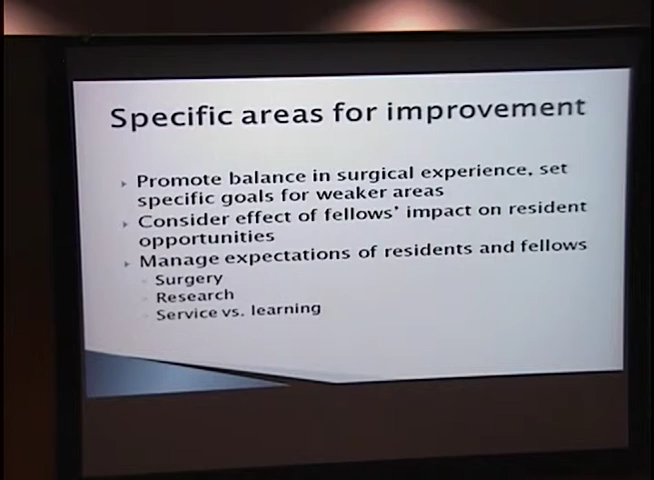 Specific areas for improvement
Promote balance in surgical experience, set
specific goals for weaker areas
Consider effect of fellows' impact on resident
opportunities
Manage expectations of residents and fellows
Surgery
Research
Service vs. learning